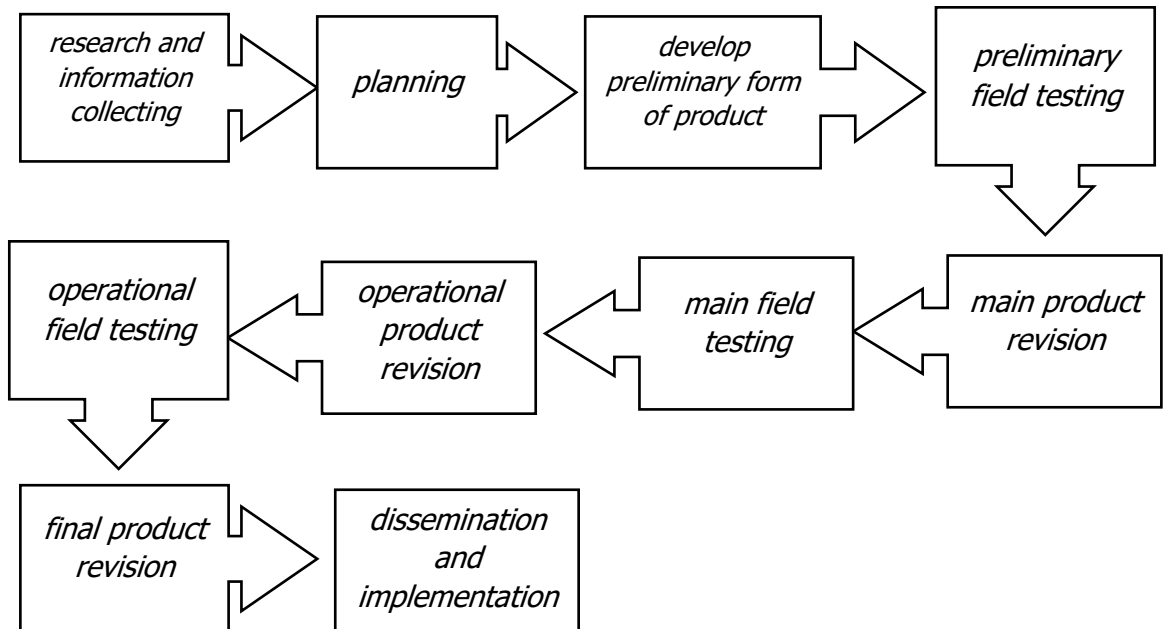 research and
information
collecting
planning
develop
preliminary form
of product
preliminary
field testing
main product
revision
main field
testing
operational
product
revision
operational
field testing
final product
revision
dissemination
and
implementation